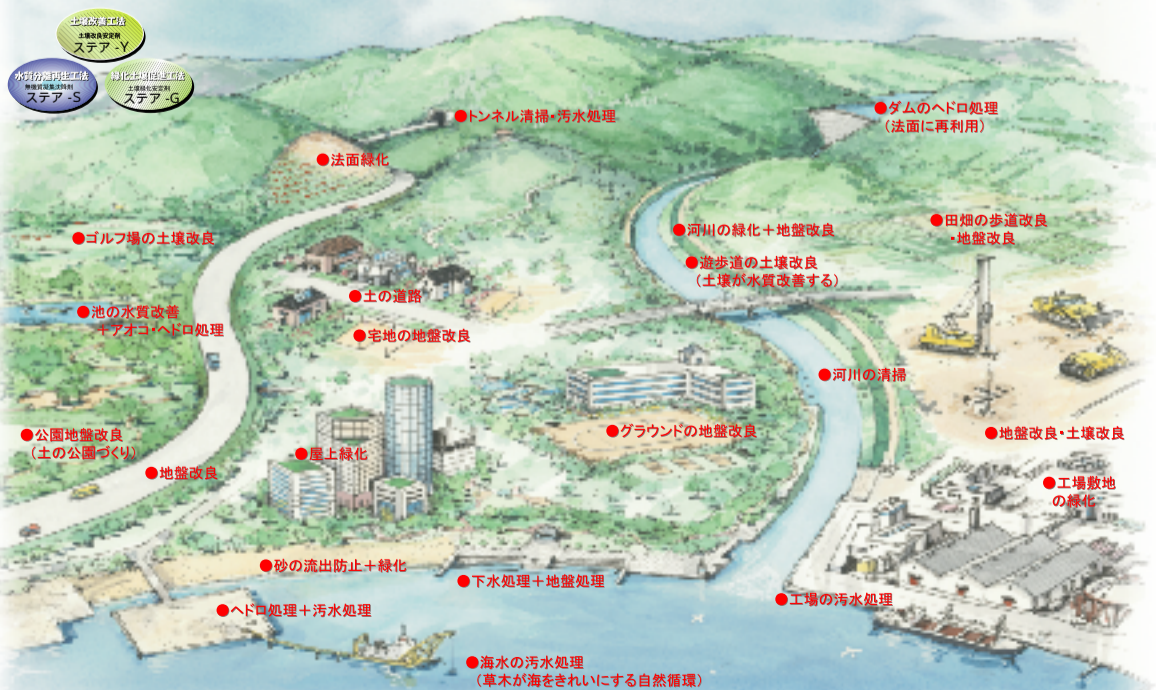 土壌改善工法
土壌改良安定剤
ステア -Y
水質分離再生工法
無機質凝集沈降剤
ステア -S
緑化土壌促進工法
土壌緑化安定剤
ステア -G
●トンネル清掃・汚水処理
●ダムのヘドロ処理
（法面に再利用）
●法面緑化
●ゴルフ場の土壌改良
●河川の緑化＋地盤改良
●田畑の歩道改良
・地盤改良
●遊歩道の土壌改良
（土壌が水質改善する）
●土の道路
●池の水質改善
＋アオコ・ヘドロ処理
●宅地の地盤改良
●河川の清掃
●公園地盤改良
（土の公園づくり）
●グラウンドの地盤改良
●地盤改良・土壌改良
●屋上緑化
●地盤改良
●工場敷地
の緑化
●砂の流出防止＋緑化
●下水処理＋地盤処理
●工場の汚水処理
●ヘドロ処理＋汚水処理
●海水の汚水処理
（草木が海をきれいにする自然循環）